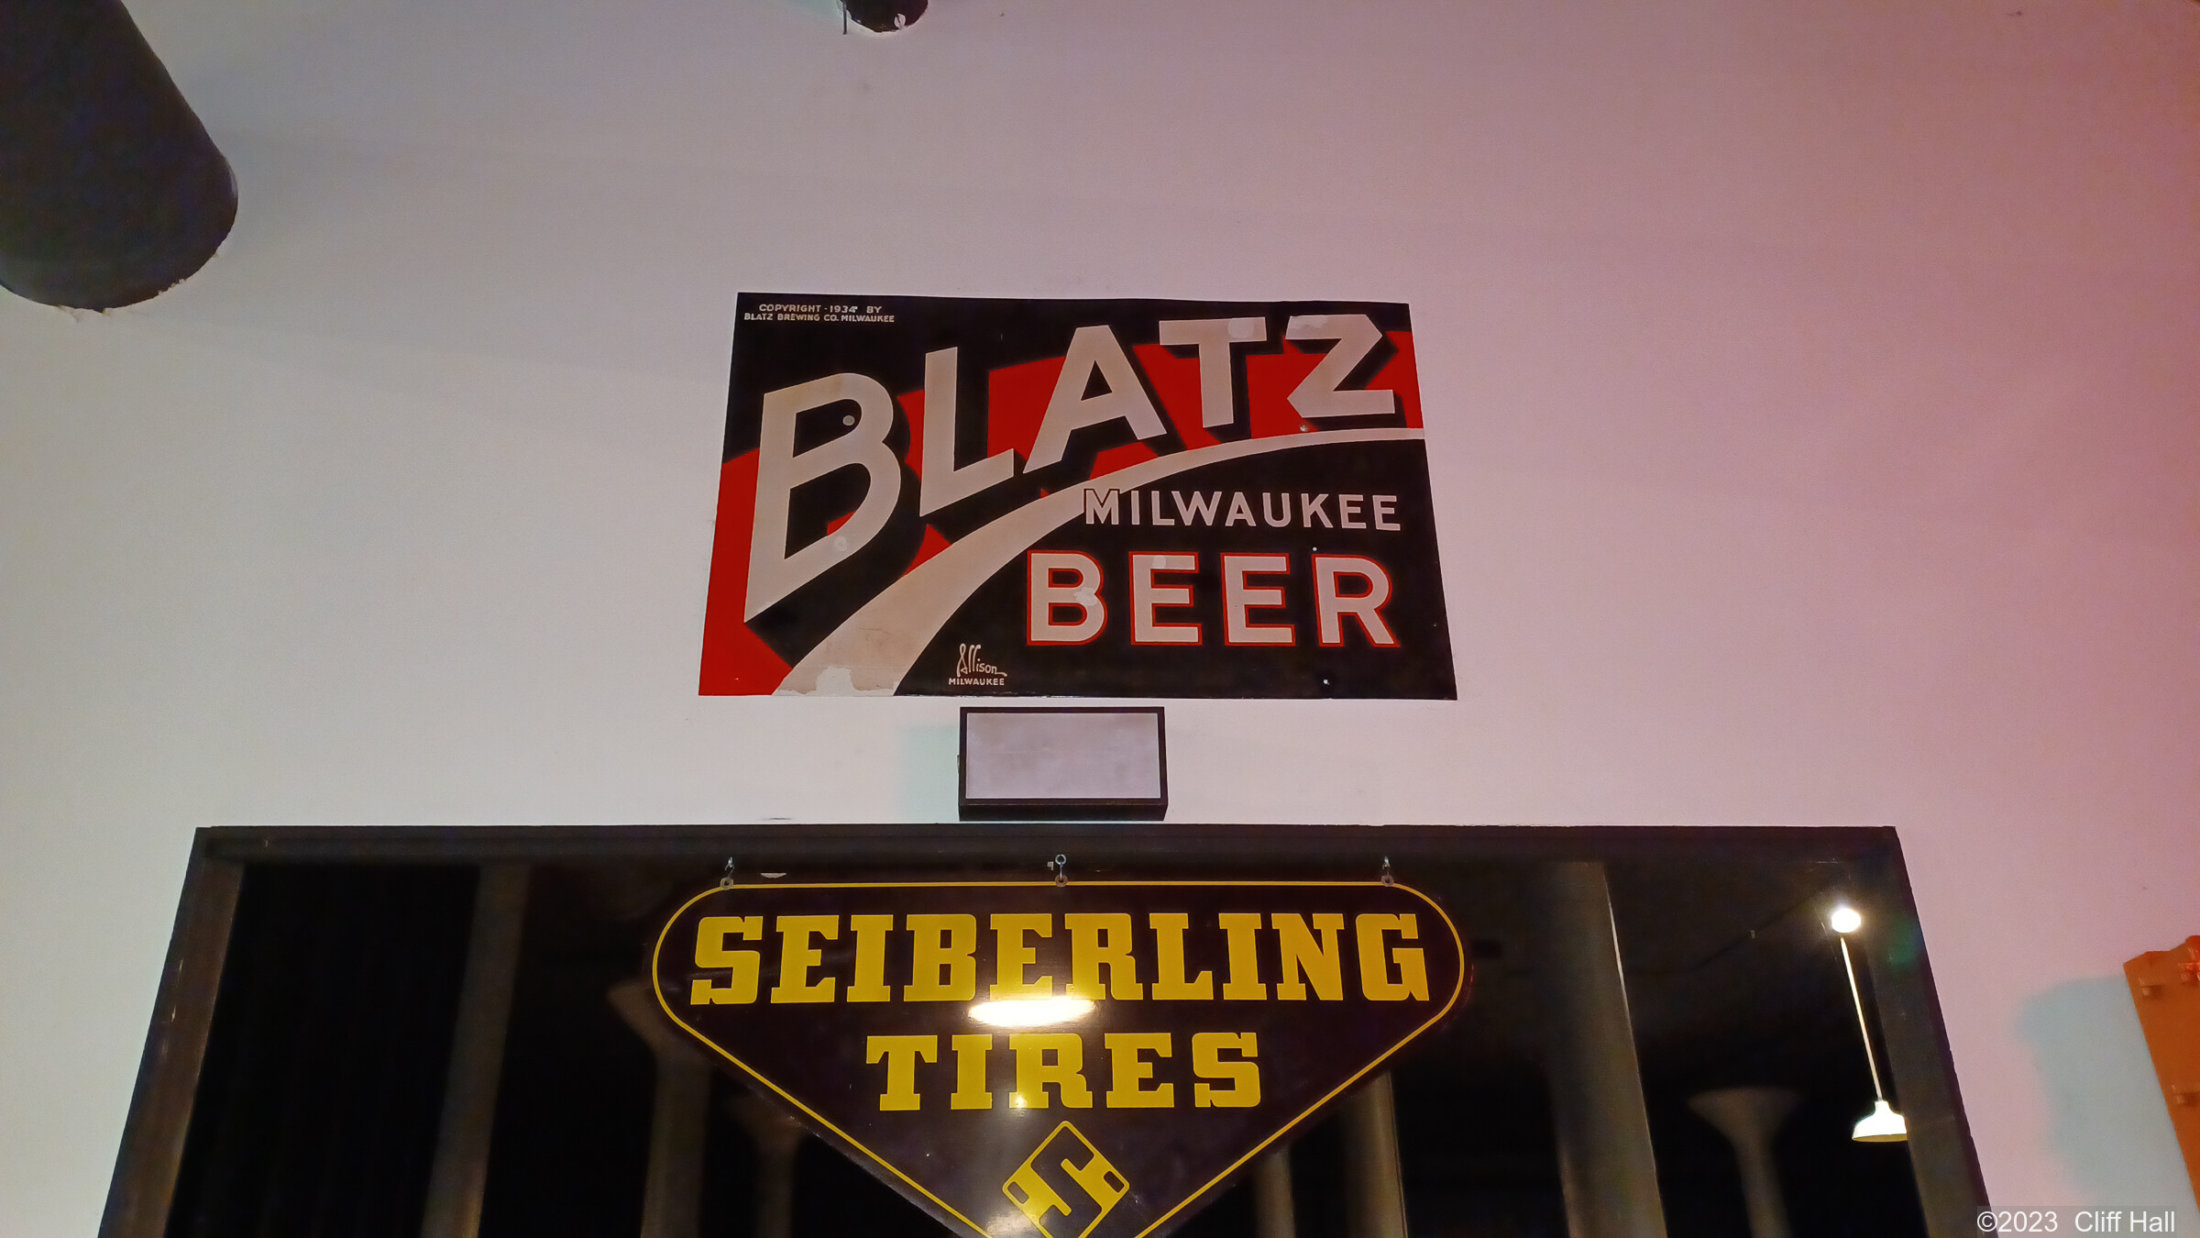 COPYRIGHT - 1934 BY
BLATZ BREWING CO. MILWAUKEE
BLATZ
MILWAUKEE
BEER
Allison
MILWAUKEE
SEIBERLING
TIRES
S
©2023 Cliff Hall